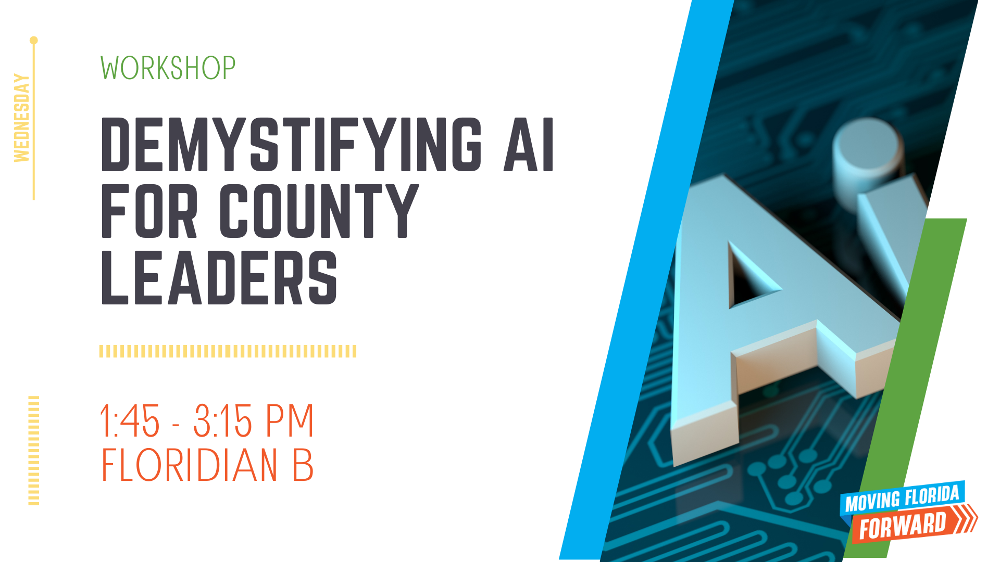 WEDNESDAY
WORKSHOP
DEMYSTIFYING AI
FOR COUNTY
LEADERS
1:45 - 3:15 PM
FLORIDIAN B
Ai
MOVING FLORIDA
FORWARD